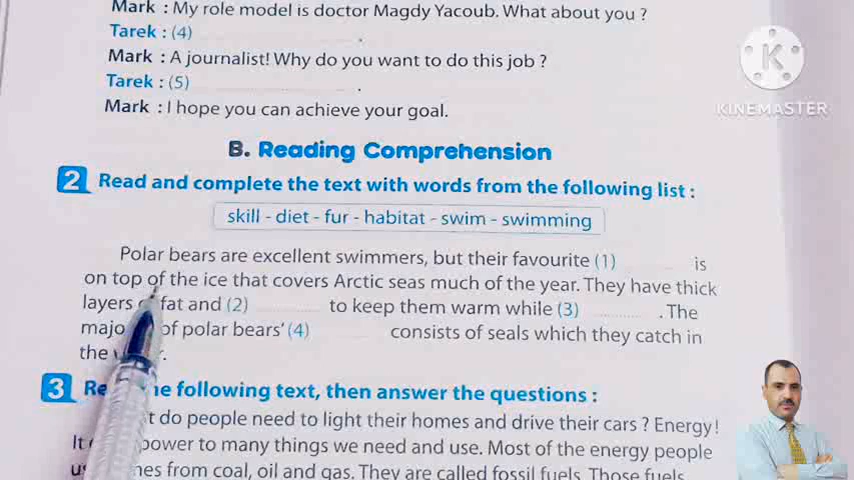 Mark : My role model is doctor Magdy Yacoub. What about you ?
Tarek : (4) .
Mark : A journalist! Why do you want to do this job ?
Tarek : (5) .
Mark : I hope you can achieve your goal.
KINEMASTER
B. Reading Comprehension
2 Read and complete the text with words from the following list :
skill - diet - fur - habitat - swim - swimming
Polar bears are excellent swimmers, but their favourite (1) is
on top of the ice that covers Arctic seas much of the year. They have thick
layers fat and (2) to keep them warm while (3) . The
of polar bears' (4) consists of seals which they catch in
the
3 the following text, then answer the questions :
do people need to light their homes and drive their cars ? Energy!
It power to many things we need and use. Most of the energy people
from coal, oil and gas. They are called fossil fuels. Those fuels